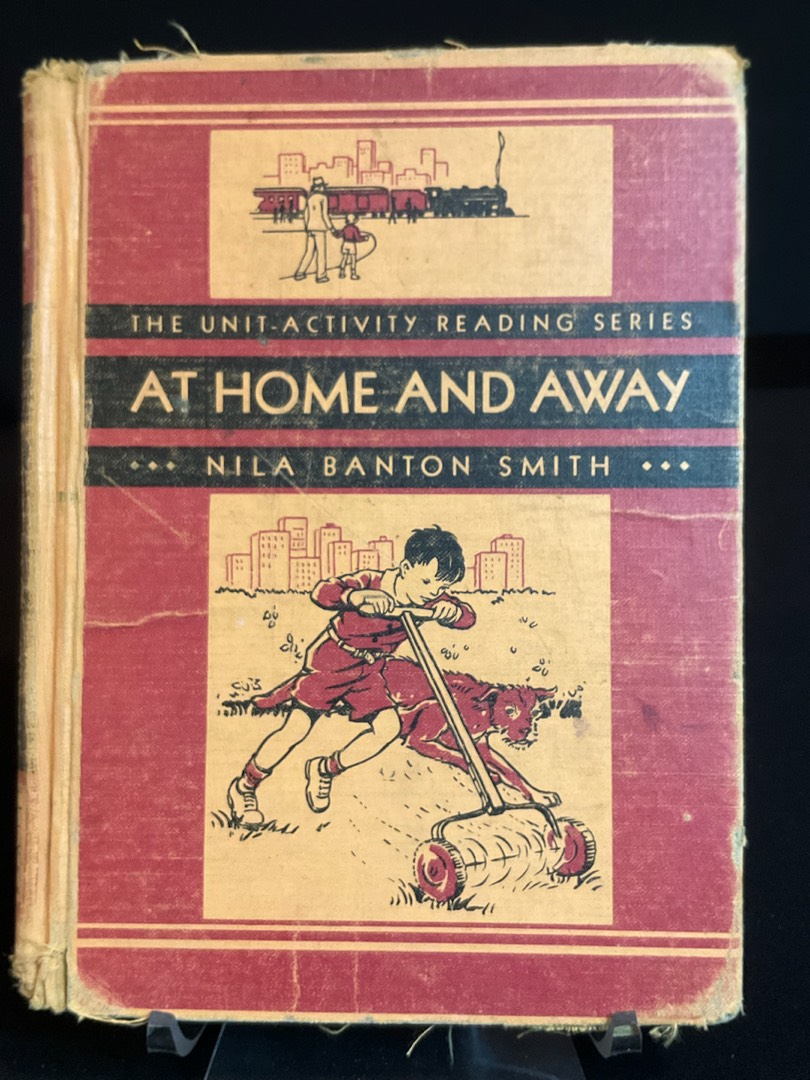 THE UNIT-ACTIVITY READING SERIES
AT HOME AND AWAY
NILA BANTON SMITH